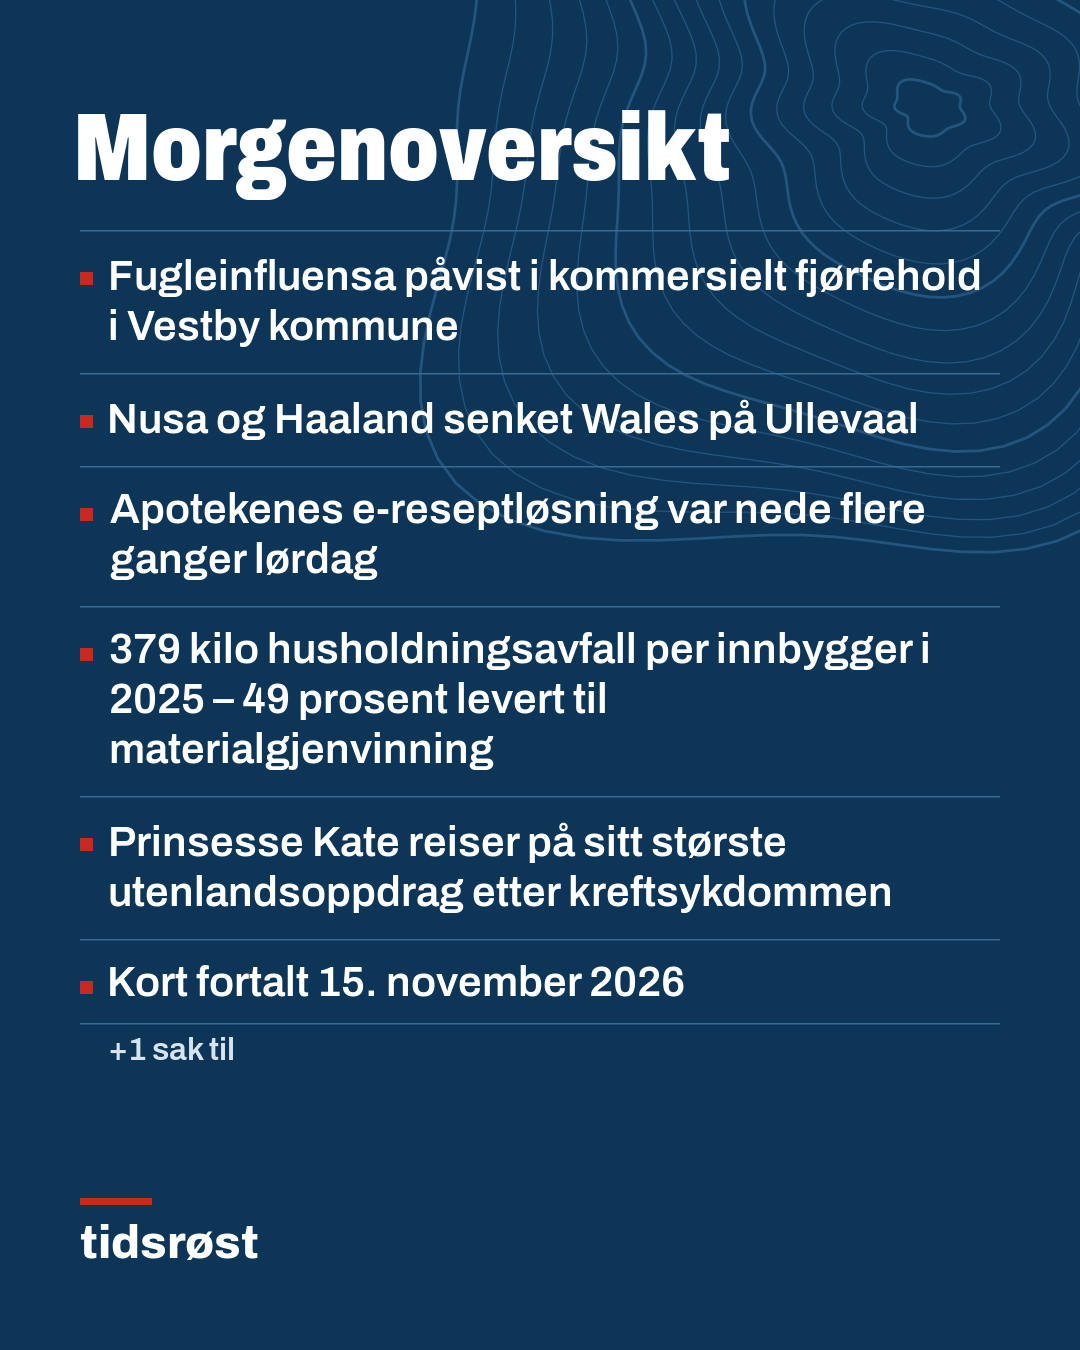 Morgenoversikt
Fugleinfluensa påvist i kommersielt fjørfehold
i Vestby kommune
Nusa og Haaland senket Wales på Ullevaal
Apotekenes e-reseptløsning var nede flere
ganger lørdag
379 kilo husholdningsavfall per innbygger i
2025 – 49 prosent levert til
materialgjenvinning
Prinsesse Kate reiser på sitt største
utenlandsoppdrag etter kreftsykdommen
Kort fortalt 15. november 2026
+1 sak til
tidsrøst